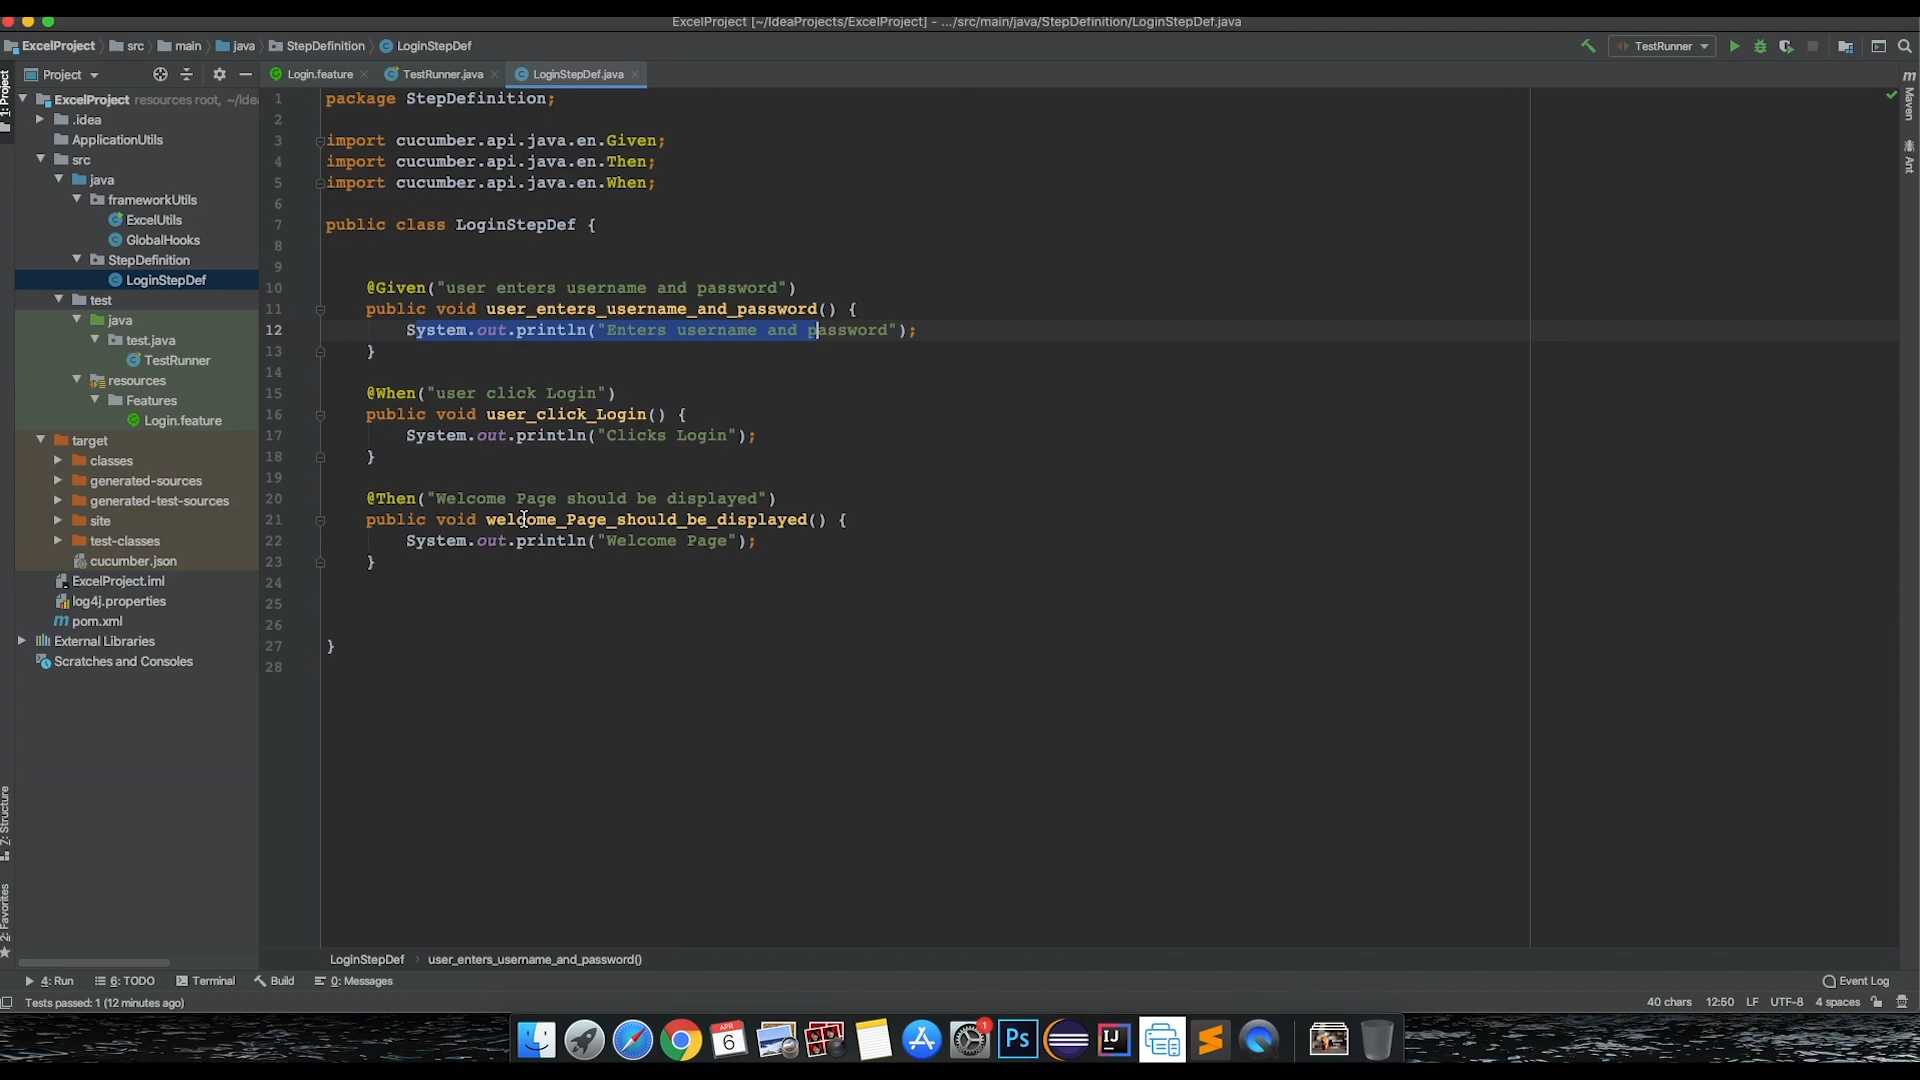 ExcelProject [~/IdeaProjects/ExcelProject] - .../src/main/java/StepDefinition/LoginStepDef.java
ExcelProject src main java StepDefinition LoginStepDef TestRunner
Project Login.feature TestRunner.java LoginStepDef.java
1: Project
ExcelProject resources root, ~/Idea
.idea
ApplicationUtils
src
java
frameworkUtils
ExcelUtils
GlobalHooks
StepDefinition
LoginStepDef
test
java
test.java
TestRunner
resources
Features
Login.feature
target
classes
generated-sources
generated-test-sources
site
test-classes
cucumber.json
ExcelProject.iml
log4j.properties
pom.xml
External Libraries
Scratches and Consoles
1 package StepDefinition;
2
3 import cucumber.api.java.en.Given;
4 import cucumber.api.java.en.Then;
5 import cucumber.api.java.en.When;
6
7 public class LoginStepDef {
8
9
10 @Given("user enters username and password")
11 public void user_enters_username_and_password() {
12 System.out.println("Enters username and password");
13 }
14
15 @When("user click Login")
16 public void user_click_Login() {
17 System.out.println("Clicks Login");
18 }
19
20 @Then("Welcome Page should be displayed")
21 public void welcome_Page_should_be_displayed() {
22 System.out.println("Welcome Page");
23 }
24
25
26
27 }
28
m Maven
Ant
7: Structure
2: Favorites
LoginStepDef user_enters_username_and_password()
4: Run 6: TODO Terminal Build 0: Messages Event Log
Tests passed: 1 (12 minutes ago) 40 chars 12:50 LF UTF-8 4 spaces
APR
6
1
Ps
IJ